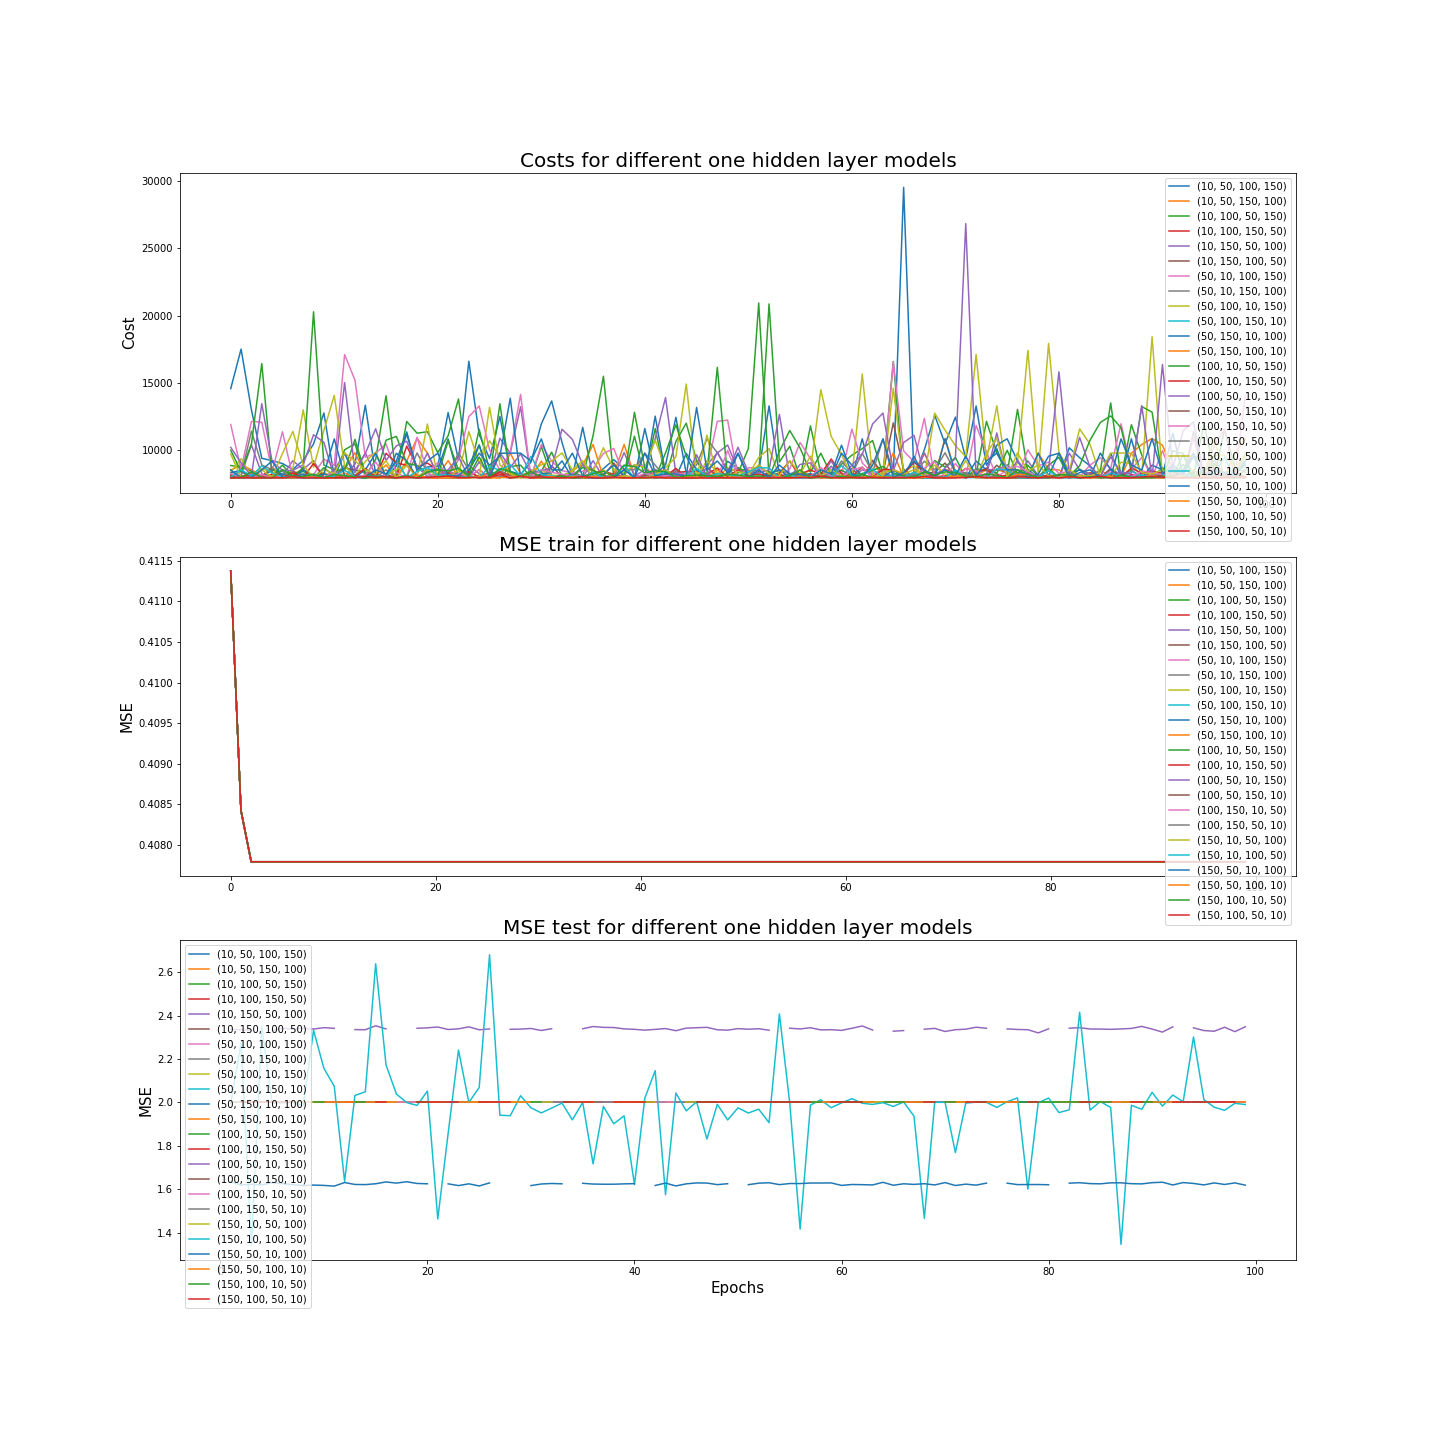 Costs for different one hidden layer models
30000
25000
20000
15000
10000
Cost
0
20
40
60
80
(10, 50, 100, 150)
(10, 50, 150, 100)
(10, 100, 50, 150)
(10, 100, 150, 50)
(10, 150, 50, 100)
(10, 150, 100, 50)
(50, 10, 100, 150)
(50, 10, 150, 100)
(50, 100, 10, 150)
(50, 100, 150, 10)
(50, 150, 10, 100)
(50, 150, 100, 10)
(100, 10, 50, 150)
(100, 10, 150, 50)
(100, 50, 10, 150)
(100, 50, 150, 10)
(100, 150, 10, 50)
(100, 150, 50, 10)
(150, 10, 50, 100)
(150, 10, 100, 50)
(150, 50, 10, 100)
(150, 50, 100, 10)
(150, 100, 10, 50)
(150, 100, 50, 10)
MSE train for different one hidden layer models
0.4115
0.4110
0.4105
0.4100
0.4095
0.4090
0.4085
0.4080
MSE
0
20
40
60
80
(10, 50, 100, 150)
(10, 50, 150, 100)
(10, 100, 50, 150)
(10, 100, 150, 50)
(10, 150, 50, 100)
(10, 150, 100, 50)
(50, 10, 100, 150)
(50, 10, 150, 100)
(50, 100, 10, 150)
(50, 100, 150, 10)
(50, 150, 10, 100)
(50, 150, 100, 10)
(100, 10, 50, 150)
(100, 10, 150, 50)
(100, 50, 10, 150)
(100, 50, 150, 10)
(100, 150, 10, 50)
(100, 150, 50, 10)
(150, 10, 50, 100)
(150, 10, 100, 50)
(150, 50, 10, 100)
(150, 50, 100, 10)
(150, 100, 10, 50)
(150, 100, 50, 10)
MSE test for different one hidden layer models
2.6
2.4
2.2
2.0
1.8
1.6
1.4
MSE
(10, 50, 100, 150)
(10, 50, 150, 100)
(10, 100, 50, 150)
(10, 100, 150, 50)
(10, 150, 50, 100)
(10, 150, 100, 50)
(50, 10, 100, 150)
(50, 10, 150, 100)
(50, 100, 10, 150)
(50, 100, 150, 10)
(50, 150, 10, 100)
(50, 150, 100, 10)
(100, 10, 50, 150)
(100, 10, 150, 50)
(100, 50, 10, 150)
(100, 50, 150, 10)
(100, 150, 10, 50)
(100, 150, 50, 10)
(150, 10, 50, 100)
(150, 10, 100, 50)
(150, 50, 10, 100)
(150, 50, 100, 10)
(150, 100, 10, 50)
(150, 100, 50, 10)
20
40
60
80
100
Epochs